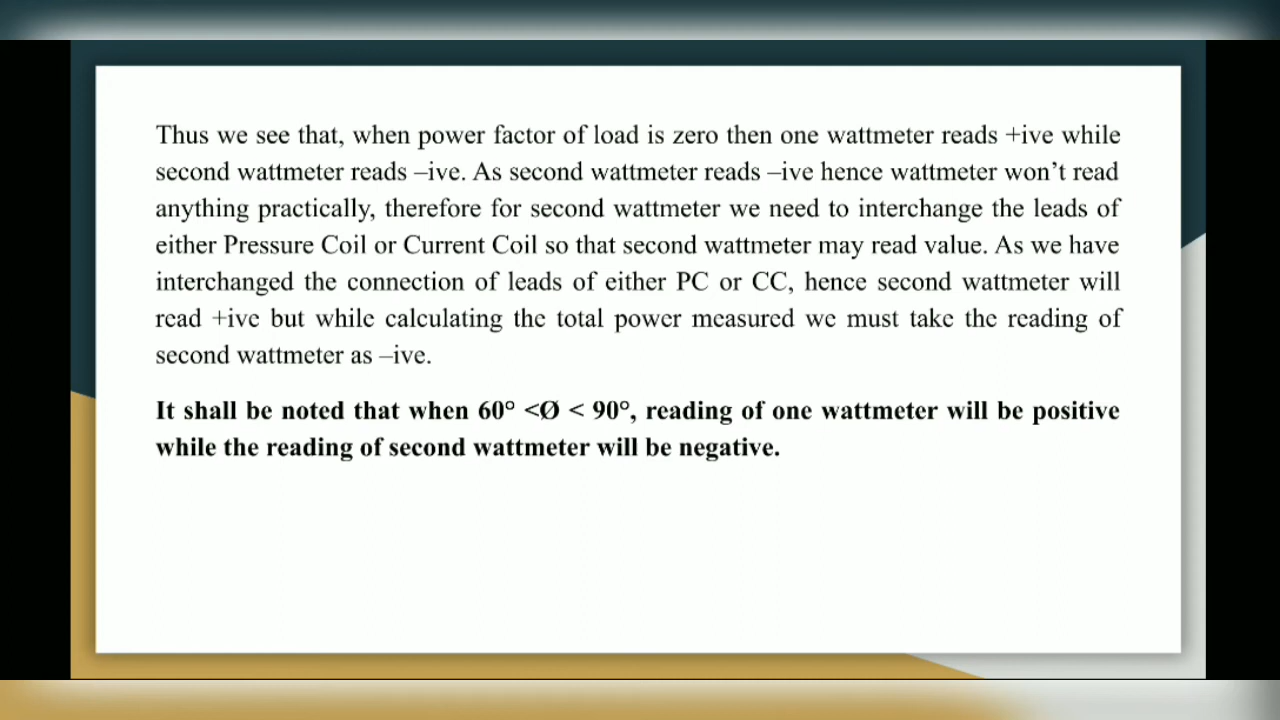 Thus we see that, when power factor of load is zero then one wattmeter reads +ive while
second wattmeter reads –ive. As second wattmeter reads –ive hence wattmeter won’t read
anything practically, therefore for second wattmeter we need to interchange the leads of
either Pressure Coil or Current Coil so that second wattmeter may read value. As we have
interchanged the connection of leads of either PC or CC, hence second wattmeter will
read +ive but while calculating the total power measured we must take the reading of
second wattmeter as –ive.
It shall be noted that when 60° <Ø < 90°, reading of one wattmeter will be positive
while the reading of second wattmeter will be negative.